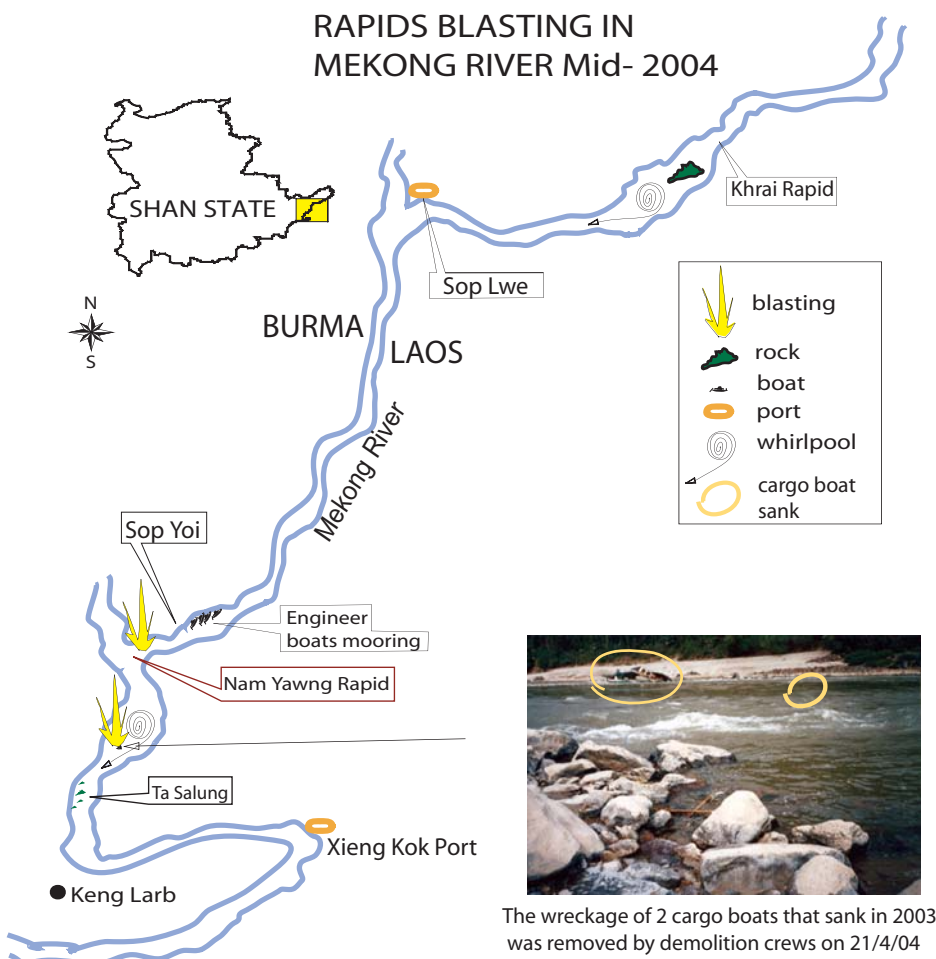 RAPIDS BLASTING IN
MEKONG RIVER Mid- 2004
SHAN STATE
Khrai Rapid
Sop Lwe
N
S
BURMA
LAOS
Mekong River
blasting
rock
boat
port
whirlpool
cargo boat
sank
Sop Yoi
Engineer
boats mooring
Nam Yawng Rapid
Ta Salung
Xieng Kok Port
Keng Larb
The wreckage of 2 cargo boats that sank in 2003
was removed by demolition crews on 21/4/04